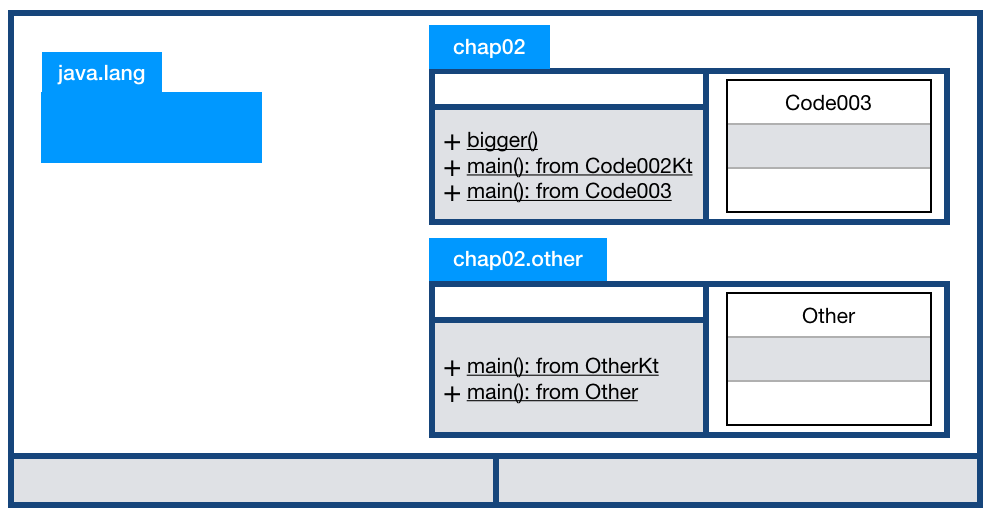 java.lang
chap02
+ bigger()
+ main(): from Code002Kt
+ main(): from Code003
Code003
chap02.other
+ main(): from OtherKt
+ main(): from Other
Other